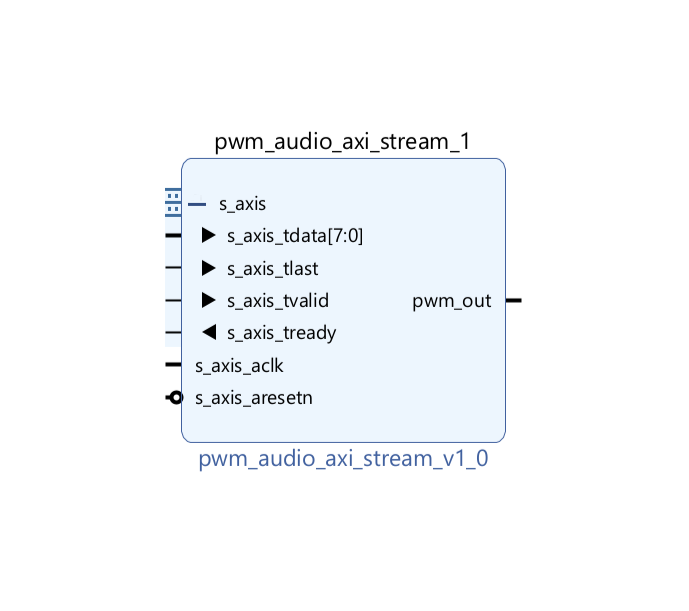 pwm_audio_axi_stream_1
s_axis
s_axis_tdata[7:0]
s_axis_tlast
s_axis_tvalid
pwm_out
s_axis_tready
s_axis_aclk
s_axis_aresetn
pwm_audio_axi_stream_v1_0